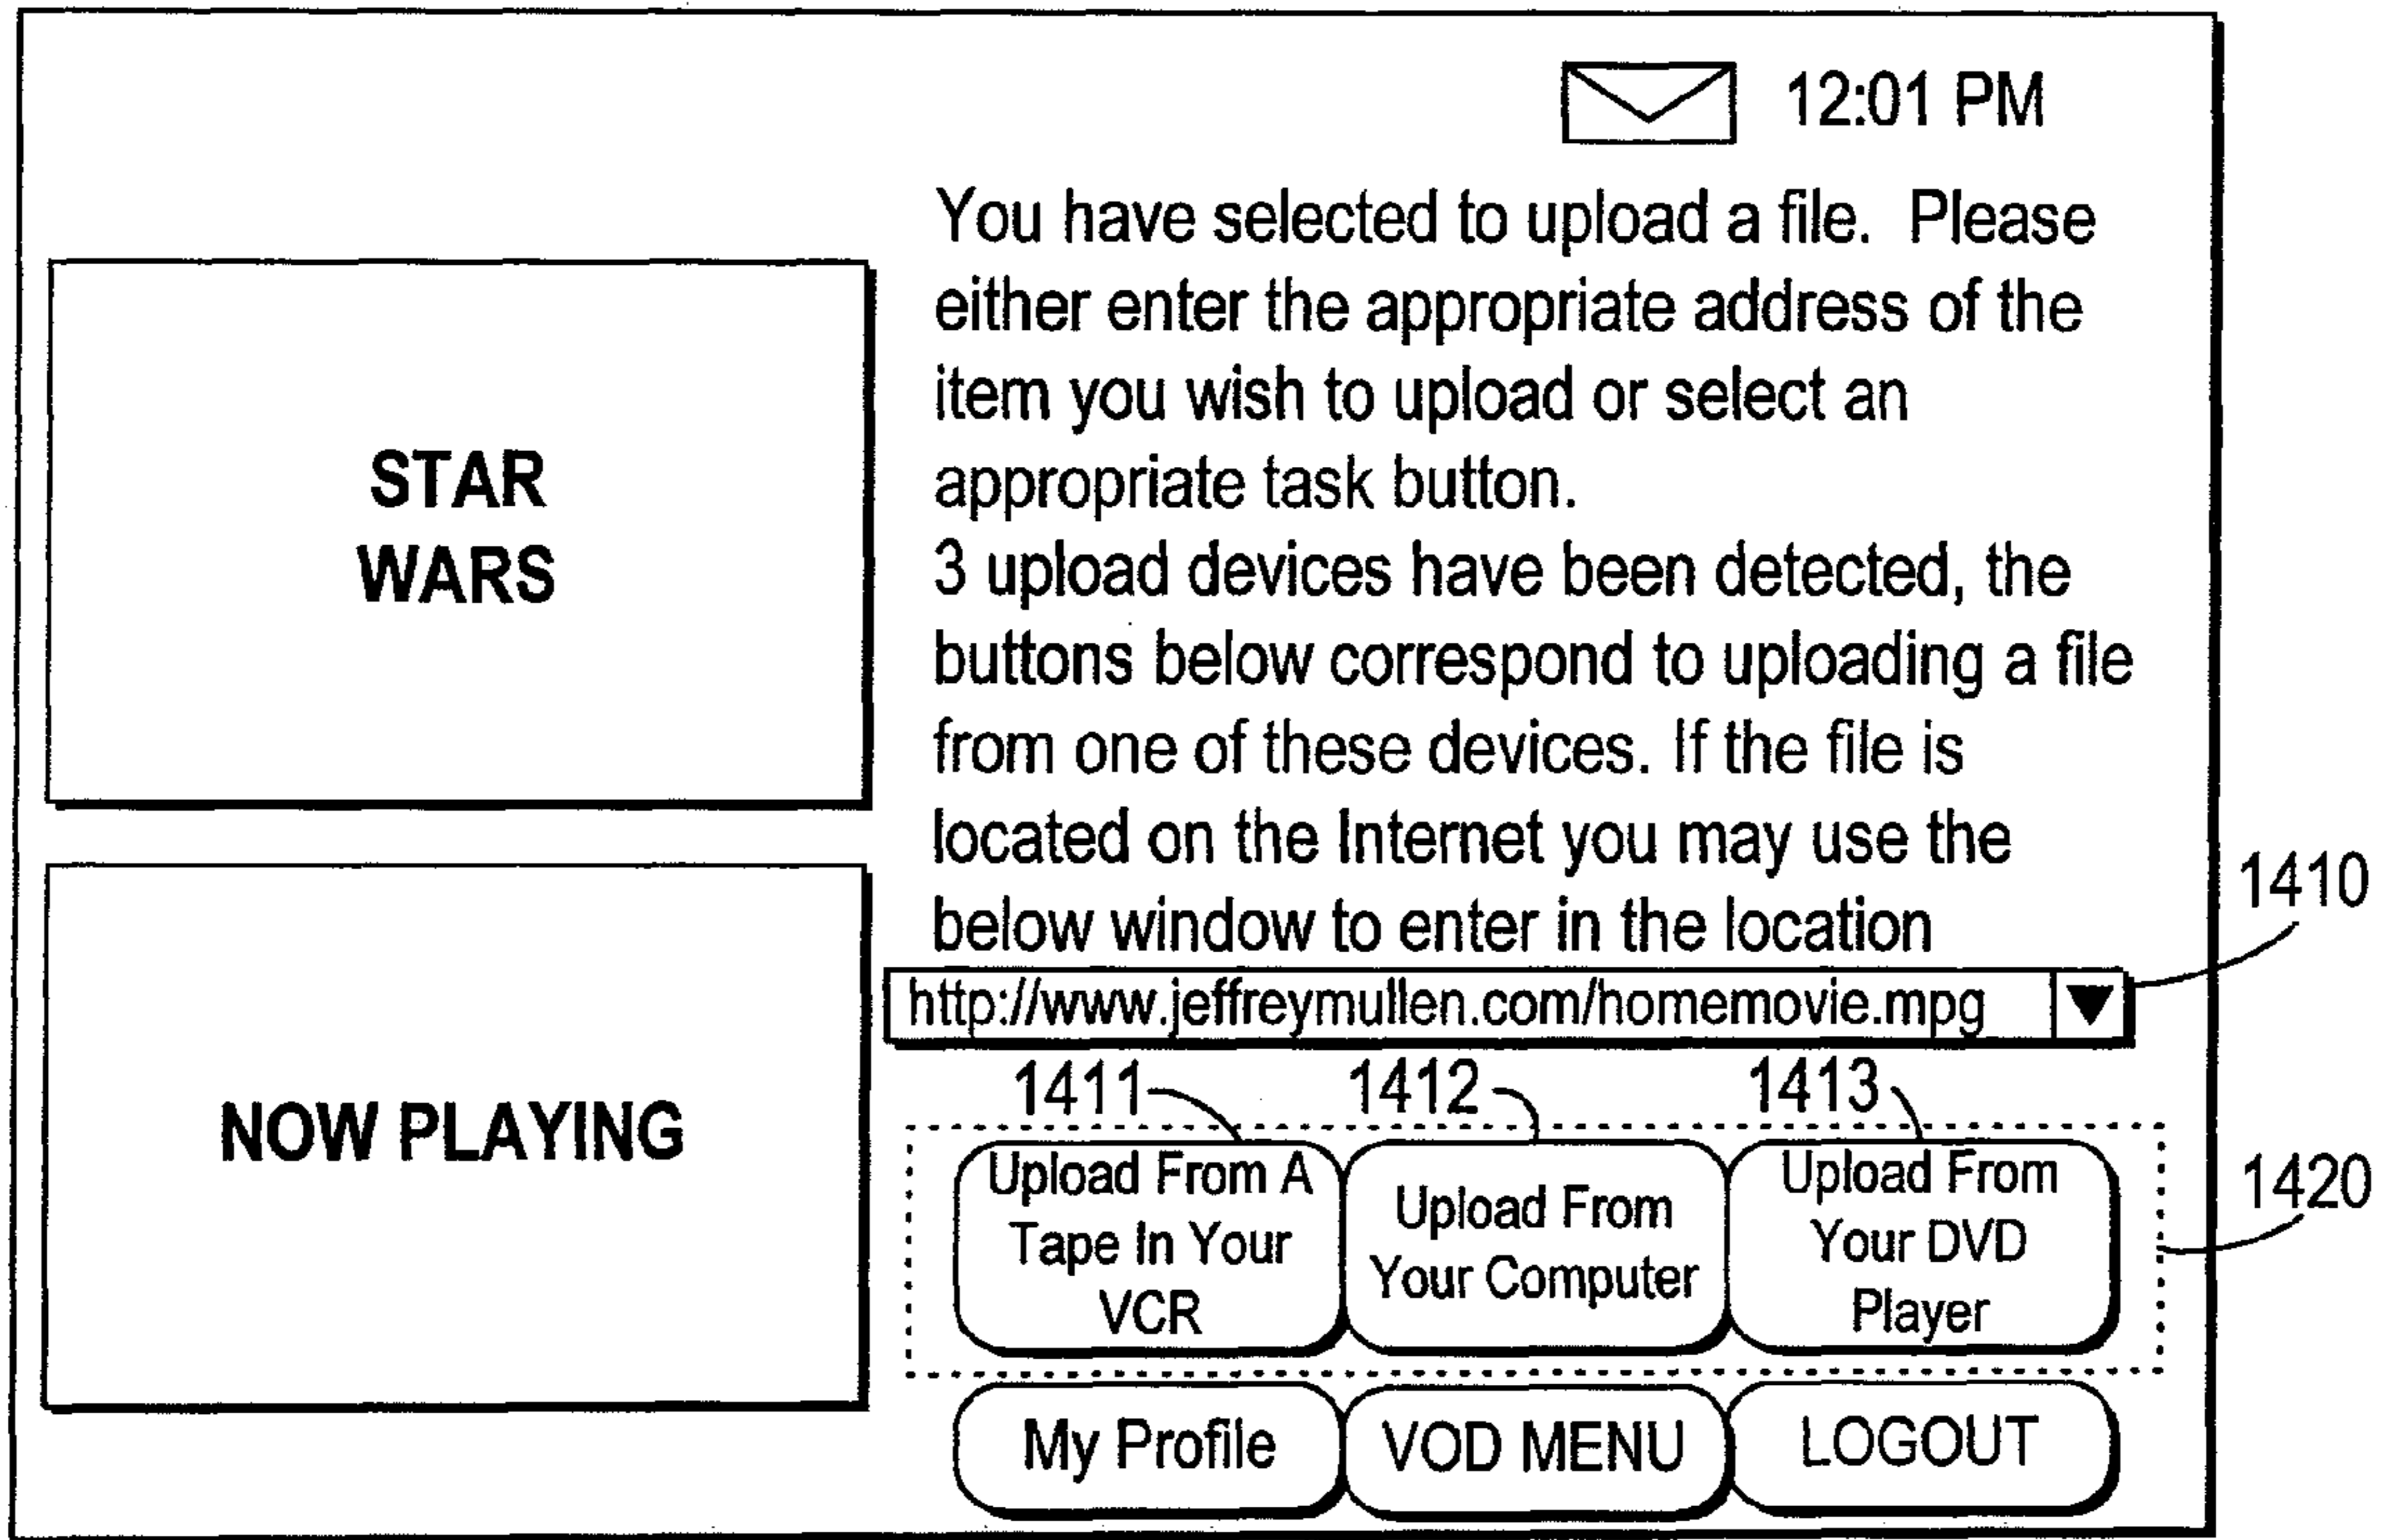 12:01 PM
STAR
WARS
NOW PLAYING
You have selected to upload a file. Please
either enter the appropriate address of the
item you wish to upload or select an
appropriate task button.
3 upload devices have been detected, the
buttons below correspond to uploading a file
from one of these devices. If the file is
located on the Internet you may use the
below window to enter in the location
1410
http://www.jeffreymullen.com/homemovie.mpg
1411
1412
1413
1420
Upload From A
Tape In Your
VCR
Upload From
Your Computer
Upload From
Your DVD
Player
My Profile
VOD MENU
LOGOUT